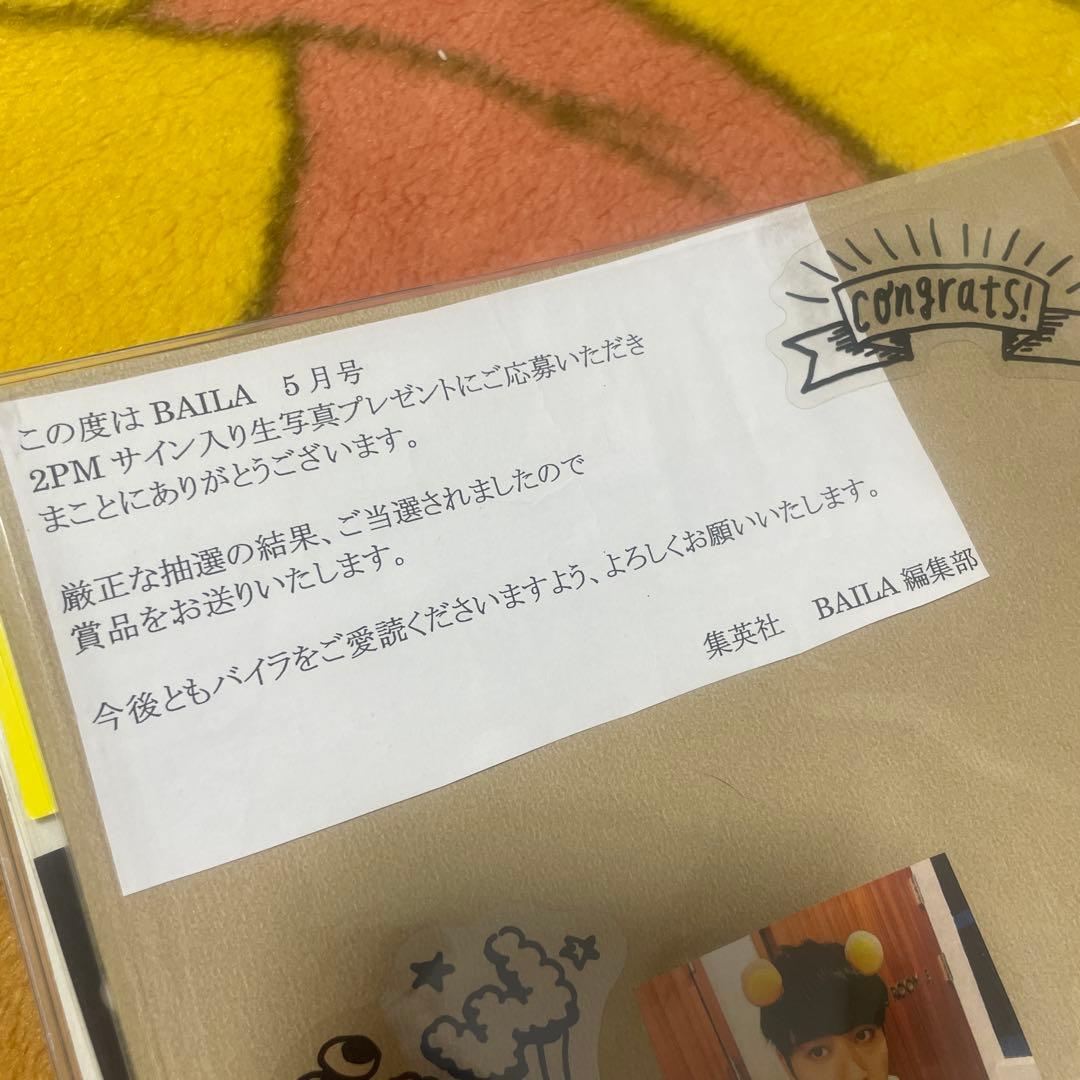 congrats!
この度は BAILA　５月号
2PM サイン入り生写真プレゼントにご応募いただき
まことにありがとうございます。
厳正な抽選の結果、ご当選されましたので
賞品をお送りいたします。
今後ともバイラをご愛読くださいますよう、よろしくお願いいたします。
集英社　BAILA 編集部
ROOM